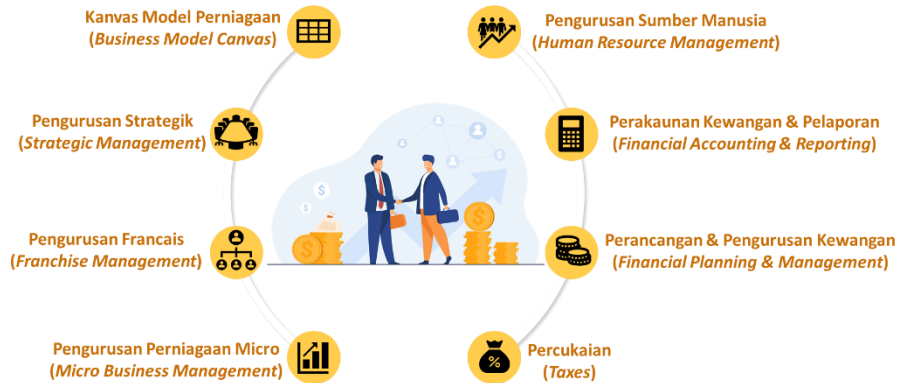 Kanvas Model Perniagaan
(Business Model Canvas)
Pengurusan Strategik
(Strategic Management)
Pengurusan Francais
(Franchise Management)
Pengurusan Perniagaan Micro
(Micro Business Management)
Pengurusan Sumber Manusia
(Human Resource Management)
Perakaunan Kewangan & Pelaporan
(Financial Accounting & Reporting)
Perancangan & Pengurusan Kewangan
(Financial Planning & Management)
Percukaian
(Taxes)
$
$
$
$
$
%